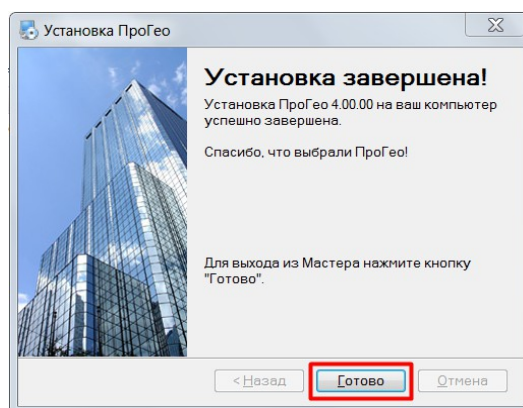 Установка ПроГео
Установка завершена!
Установка ПроГео 4.00.00 на ваш компьютер
успешно завершена.
Спасибо, что выбрали ПроГео!
Для выхода из Мастера нажмите кнопку
"Готово".
< Назад
Готово
Отмена